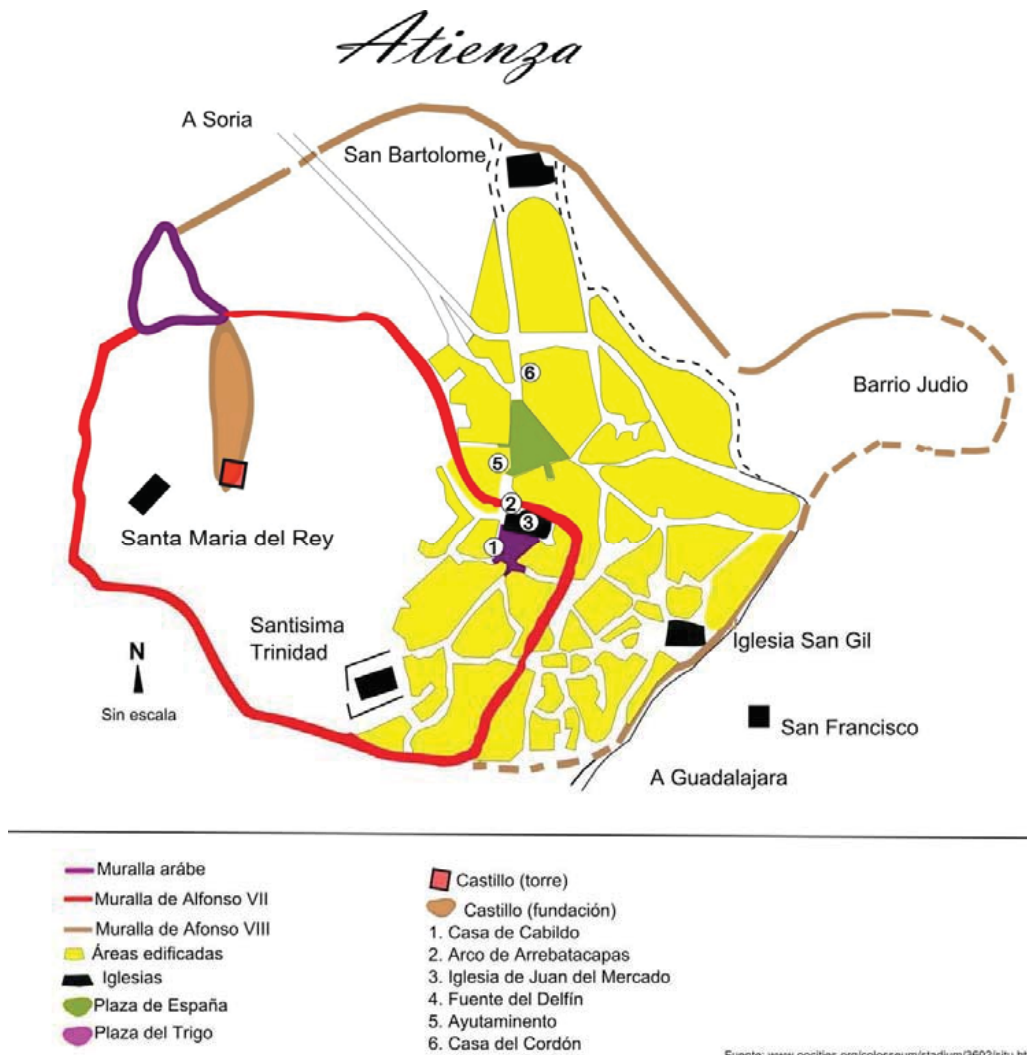 Atienza
A Soria
San Bartolome
6
Barrio Judio
5
2
3
1
Santa Maria del Rey
Santisima
Trinidad
Iglesia San Gil
N
Sin escala
San Francisco
A Guadalajara
Muralla arábe
Muralla de Alfonso VII
Muralla de Afonso VIII
Áreas edificadas
Iglesias
Plaza de España
Plaza del Trigo
Castillo (torre)
Castillo (fundación)
1. Casa de Cabildo
2. Arco de Arrebatacapas
3. Iglesia de Juan del Mercado
4. Fuente del Delfín
5. Ayutaminento
6. Casa del Cordón